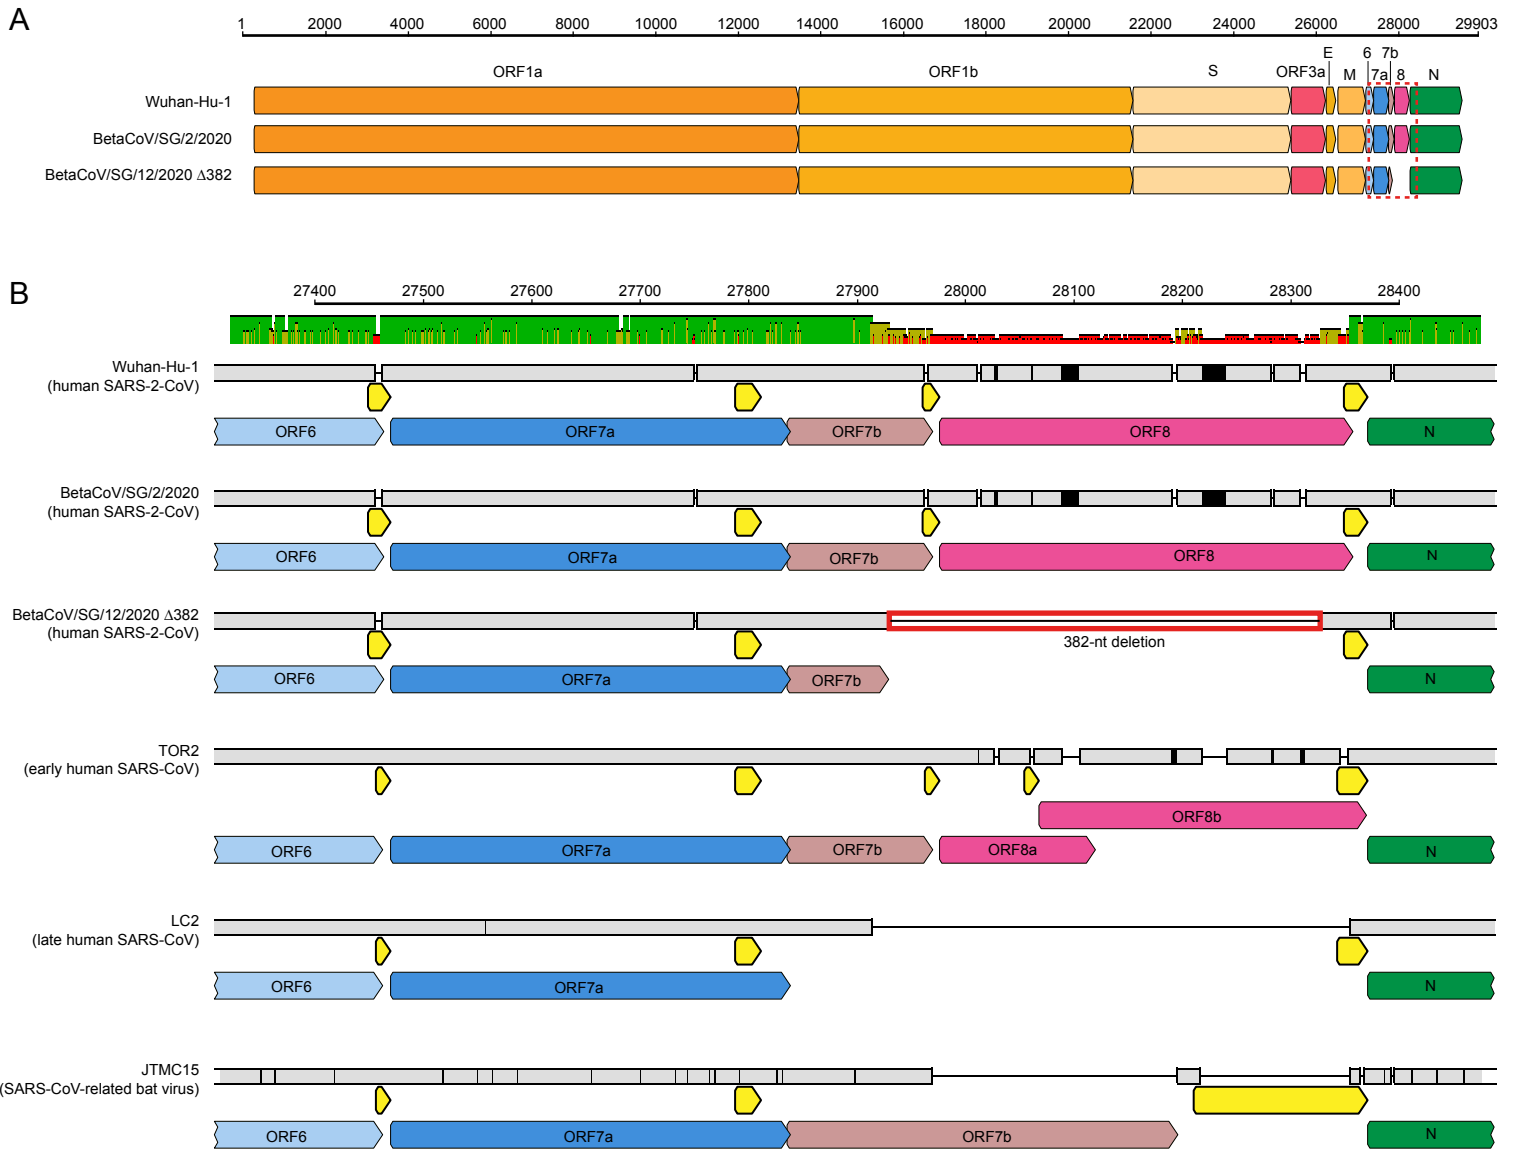 A
1 2000 4000 6000 8000 10000 12000 14000 16000 18000 20000 22000 24000 26000 28000 29903
E 6 7b
ORF1a ORF1b S ORF3a M 7a 8 N
Wuhan-Hu-1
BetaCoV/SG/2/2020
BetaCoV/SG/12/2020 Δ382
B
27400 27500 27600 27700 27800 27900 28000 28100 28200 28300 28400
Wuhan-Hu-1
(human SARS-2-CoV)
ORF6 ORF7a ORF7b ORF8 N
BetaCoV/SG/2/2020
(human SARS-2-CoV)
ORF6 ORF7a ORF7b ORF8 N
BetaCoV/SG/12/2020 Δ382
(human SARS-2-CoV)
382-nt deletion
ORF6 ORF7a ORF7b N
TOR2
(early human SARS-CoV)
ORF8b
ORF6 ORF7a ORF7b ORF8a N
LC2
(late human SARS-CoV)
ORF6 ORF7a N
JTMC15
(SARS-CoV-related bat virus)
ORF6 ORF7a ORF7b N